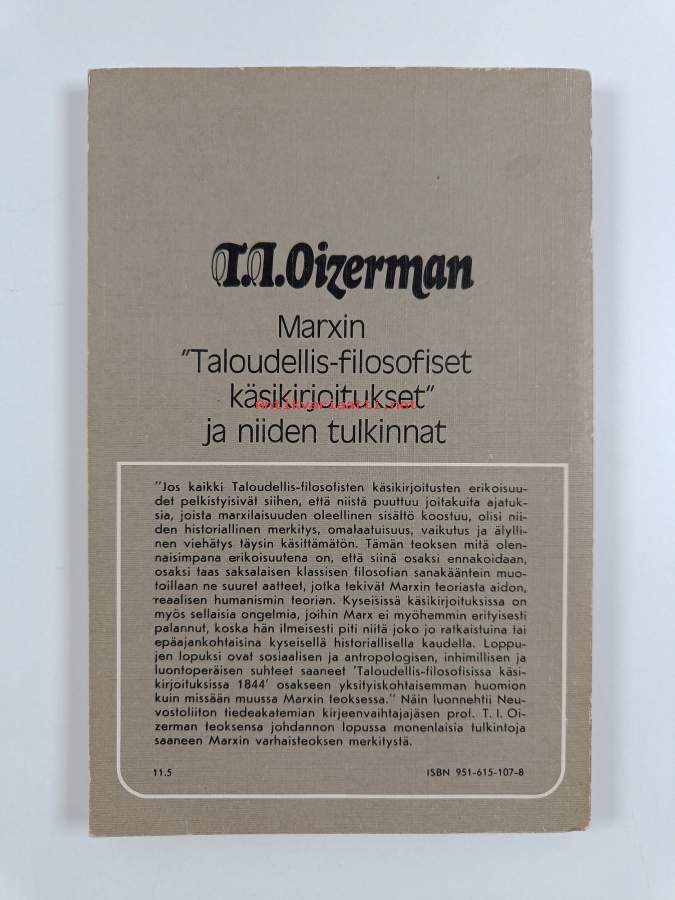 T.I.Oizerman
Marxin
"Taloudellis-filosofiset
käsikirjoitukset"
Antikvariaatti.net
ja niiden tulkinnat
"Jos kaikki Taloudellis-filosofisten käsikirjoitusten erikoisuu-
det pelkistyisivät siihen, että niistä puuttuu joitakuita ajatuk-
sia, joista marxilaisuuden oleellinen sisältö koostuu, olisi nii-
den historiallinen merkitys, omalaatuisuus, vaikutus ja älylli-
nen viehätys täysin käsittämätön. Tämän teoksen mitä olen-
naisimpana erikoisuutena on, että siinä osaksi ennakoidaan,
osaksi taas saksalaisen klassisen filosofian sanakääntein muo-
toillaan ne suuret aatteet, jotka tekivät Marxin teoriasta aidon,
reaalisen humanismin teorian. Kyseisissä käsikirjoituksissa on
myös sellaisia ongelmia, joihin Marx ei myöhemmin erityisesti
palannut, koska hän ilmeisesti piti niitä joko jo ratkaistuina tai
epäajankohtaisina kyseisellä historiallisella kaudella. Loppu-
jen lopuksi ovat sosiaalisen ja antropologisen, inhimillisen ja
luontoperäisen suhteet saaneet 'Taloudellis-filosofisissa käsi-
kirjoituksissa 1844' osakseen yksityiskohtaisemman huomion
kuin missään muussa Marxin teoksessa." Näin luonnehtii Neu-
vostoliiton tiedeakatemian kirjeenvaihtajajäsen prof. T. I. Oi-
zerman teoksensa johdannon lopussa monenlaisia tulkintoja
saaneen Marxin varhaisteoksen merkitystä.
11.5
ISBN 951-615-107-8